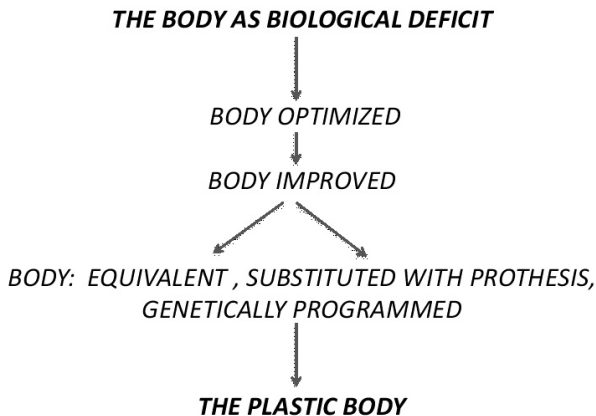 THE BODY AS BIOLOGICAL DEFICIT
BODY OPTIMIZED
BODY IMPROVED
BODY: EQUIVALENT , SUBSTITUTED WITH PROTHESIS,
GENETICALLY PROGRAMMED
THE PLASTIC BODY